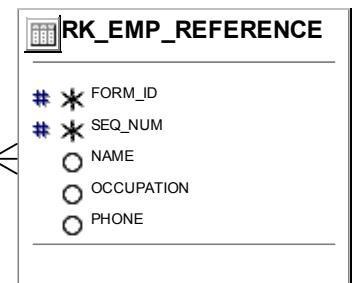 RK_EMP_REFERENCE
# * FORM_ID
# * SEQ_NUM
NAME
OCCUPATION
PHONE